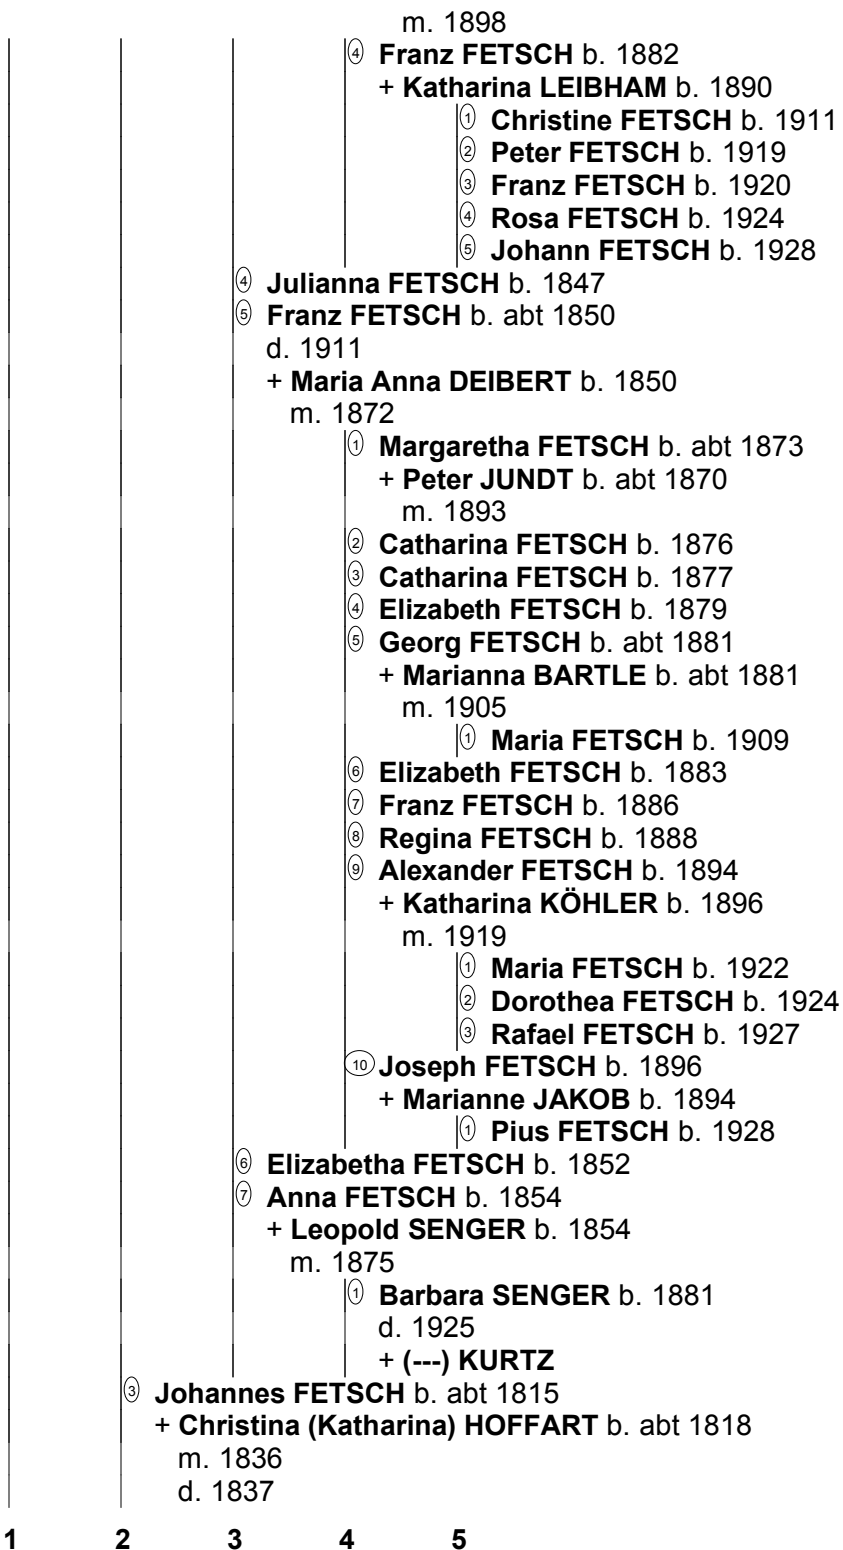 m. 1898
4 Franz FETSCH b. 1882
+ Katharina LEIBHAM b. 1890
1 Christine FETSCH b. 1911
2 Peter FETSCH b. 1919
3 Franz FETSCH b. 1920
4 Rosa FETSCH b. 1924
5 Johann FETSCH b. 1928
4 Julianna FETSCH b. 1847
5 Franz FETSCH b. abt 1850
d. 1911
+ Maria Anna DEIBERT b. 1850
m. 1872
1 Margaretha FETSCH b. abt 1873
+ Peter JUNDT b. abt 1870
m. 1893
2 Catharina FETSCH b. 1876
3 Catharina FETSCH b. 1877
4 Elizabeth FETSCH b. 1879
5 Georg FETSCH b. abt 1881
+ Marianna BARTLE b. abt 1881
m. 1905
1 Maria FETSCH b. 1909
6 Elizabeth FETSCH b. 1883
7 Franz FETSCH b. 1886
8 Regina FETSCH b. 1888
9 Alexander FETSCH b. 1894
+ Katharina KÖHLER b. 1896
m. 1919
1 Maria FETSCH b. 1922
2 Dorothea FETSCH b. 1924
3 Rafael FETSCH b. 1927
10 Joseph FETSCH b. 1896
+ Marianne JAKOB b. 1894
1 Pius FETSCH b. 1928
6 Elizabetha FETSCH b. 1852
7 Anna FETSCH b. 1854
+ Leopold SENGER b. 1854
m. 1875
1 Barbara SENGER b. 1881
d. 1925
+ (---) KURTZ
3 Johannes FETSCH b. abt 1815
+ Christina (Katharina) HOFFART b. abt 1818
m. 1836
d. 1837
1 2 3 4 5